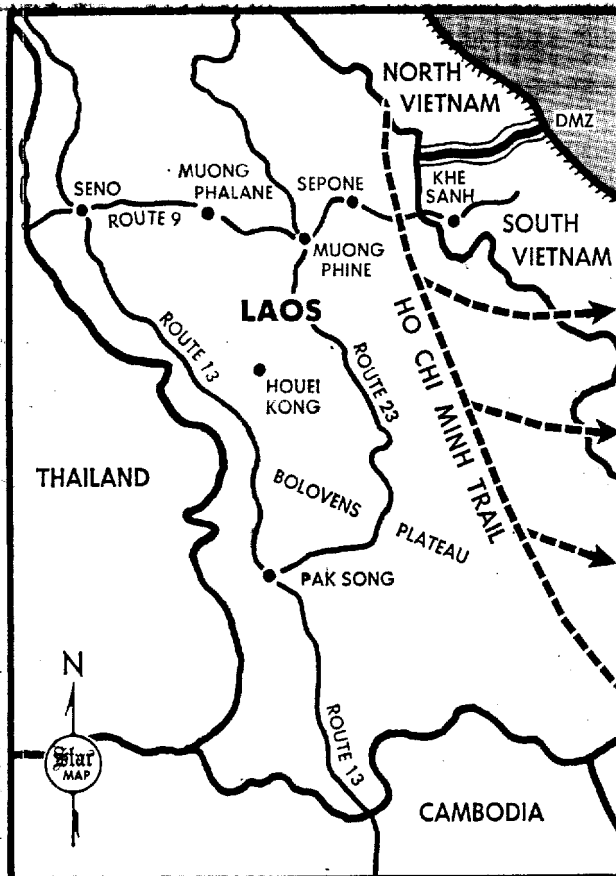 NORTH
VIETNAM
DMZ
MUONG
PHALANE
SEPONE
KHE
SANH
SENO
ROUTE 9
SOUTH
VIETNAM
MUONG
PHINE
LAOS
HO CHI MINH TRAIL
ROUTE 13
ROUTE 23
HOUEI
KONG
THAILAND
BOLOVENS
PLATEAU
PAK SONG
N
Star
MAP
ROUTE 13
CAMBODIA